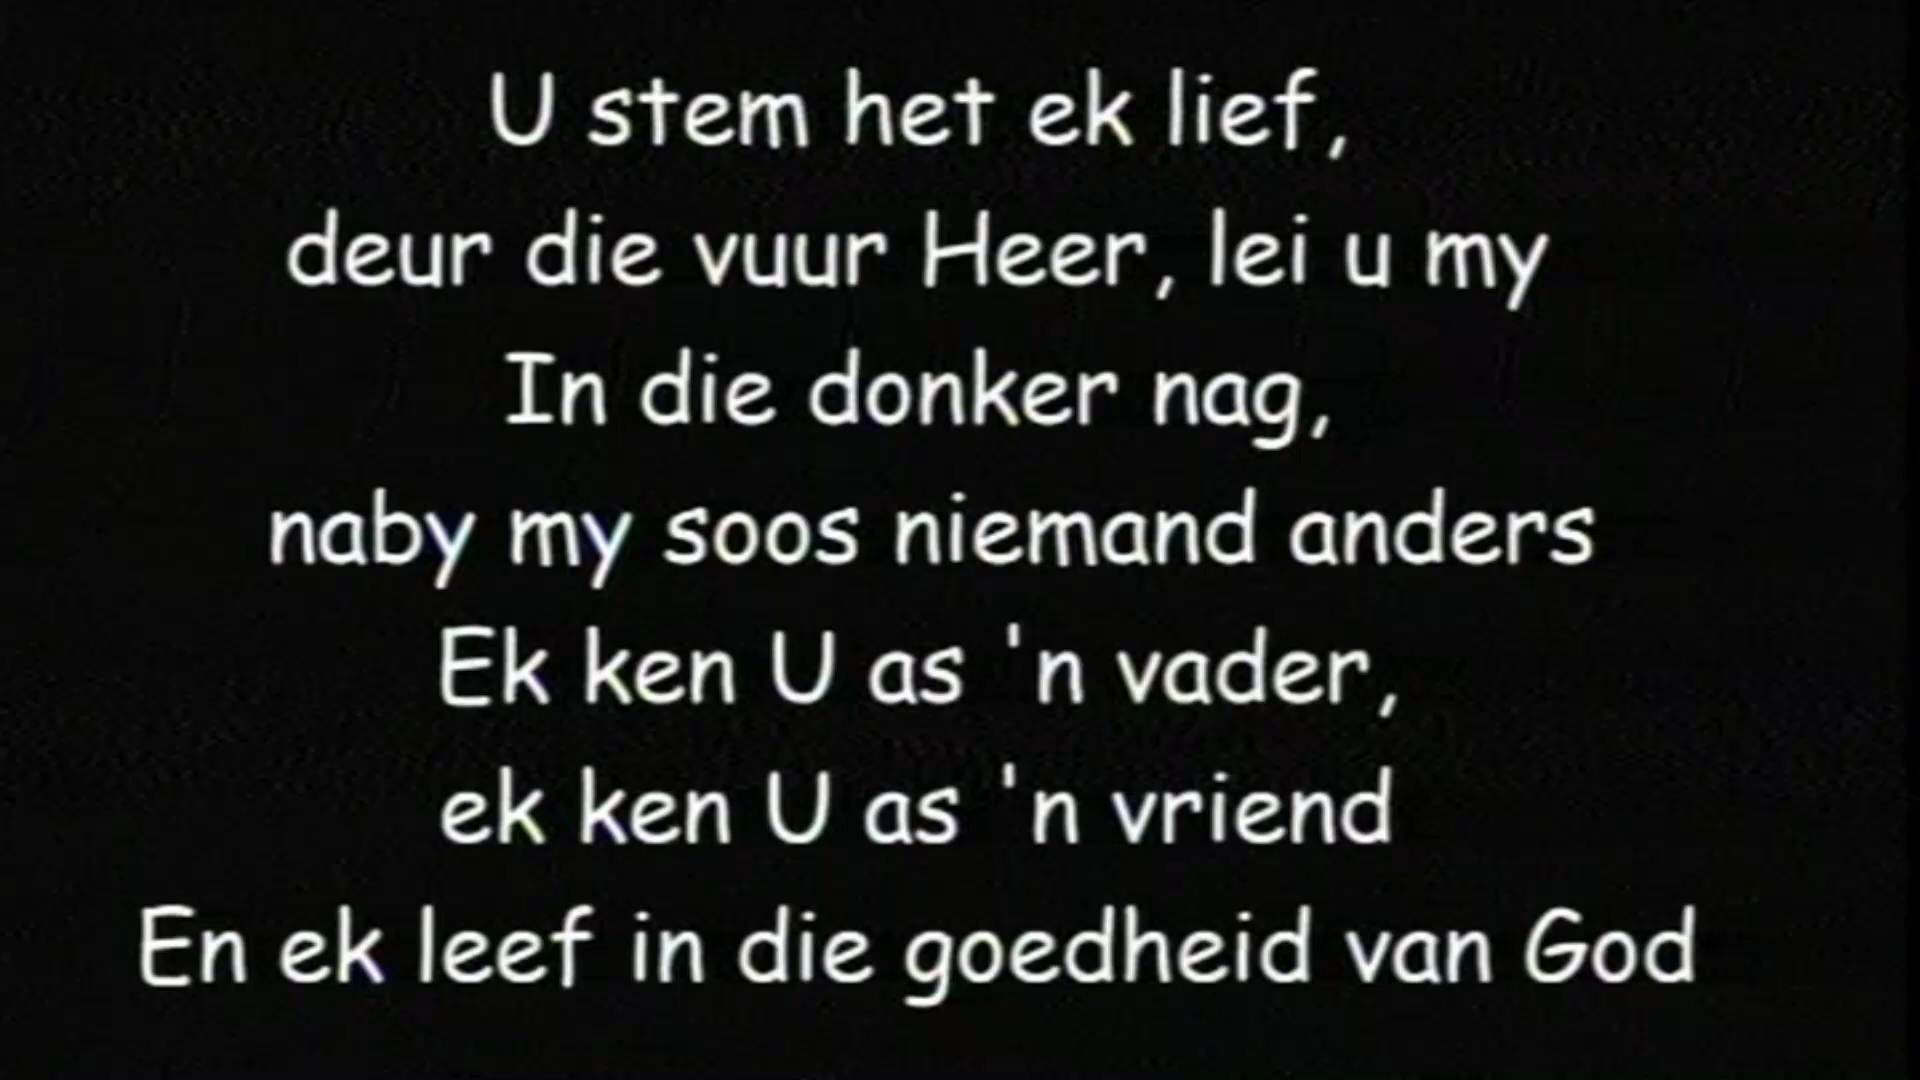 U stem het ek lief,
deur die vuur Heer, lei u my
In die donker nag,
naby my soos niemand anders
Ek ken U as 'n vader,
ek ken U as 'n vriend
En ek leef in die goedheid van God